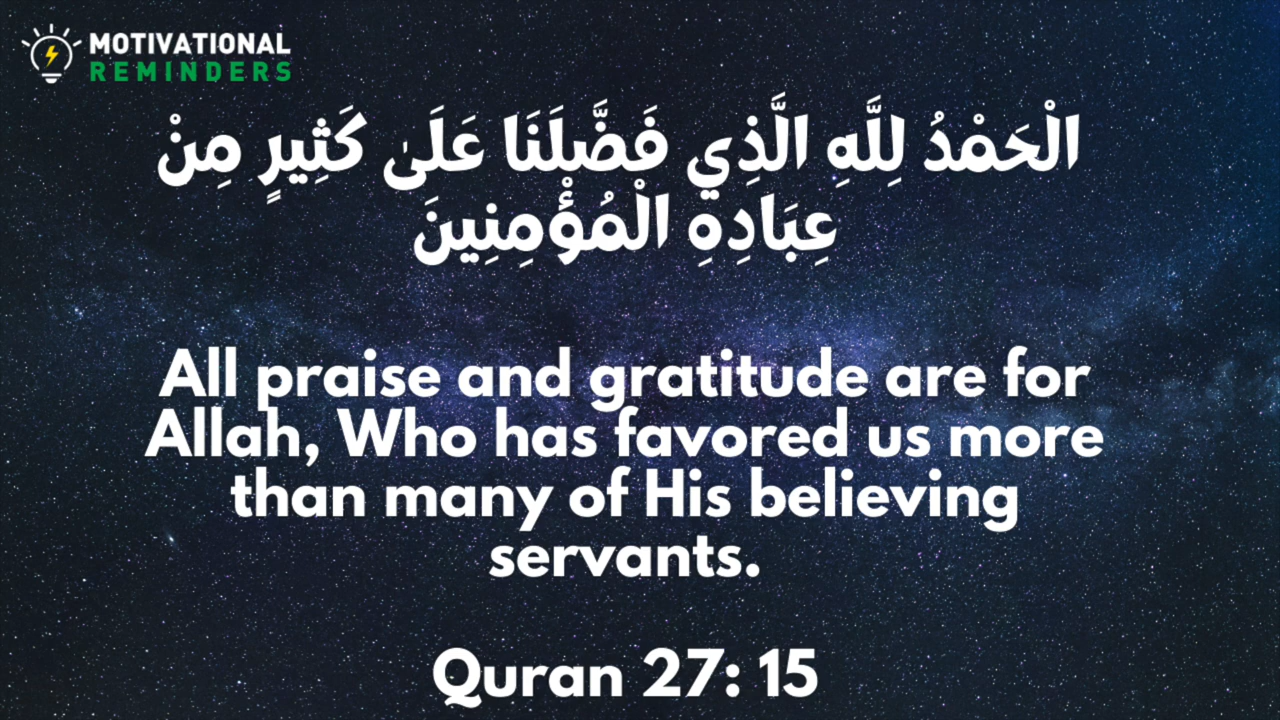 MOTIVATIONAL
REMINDERS
الْحَمْدُ لِلَّهِ الَّذِي فَضَّلَنَا عَلَىٰ كَثِيرٍ مِنْ
عِبَادِهِ الْمُؤْمِنِينَ
All praise and gratitude are for
Allah, Who has favored us more
than many of His believing
servants.
Quran 27: 15